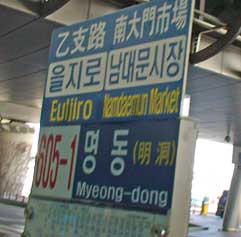 乙支路 南大門市場
을지로 남대문시장
Euljiro Namdaemun Market
605-1 명동(明洞)
Myeong-dong